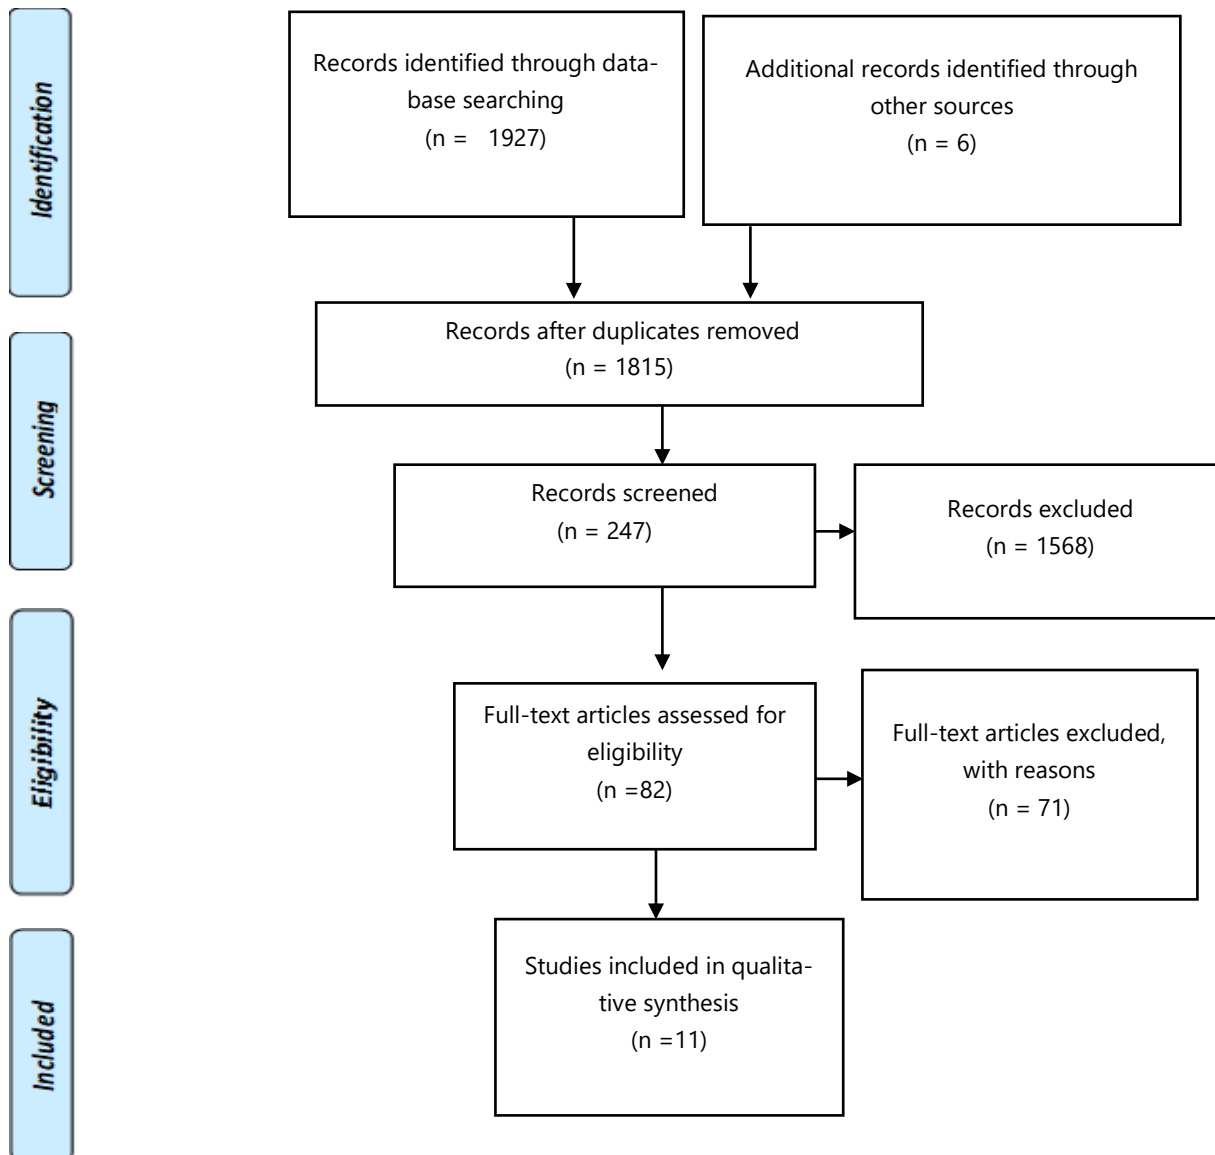 Identification
Records identified through data-
base searching
(n =   1927)
Additional records identified through
other sources
(n = 6)
Records after duplicates removed
(n = 1815)
Screening
Records screened
(n = 247)
Records excluded
(n = 1568)
Eligibility
Full-text articles assessed for
eligibility
(n =82)
Full-text articles excluded,
with reasons
(n = 71)
Included
Studies included in qualita-
tive synthesis
(n =11)